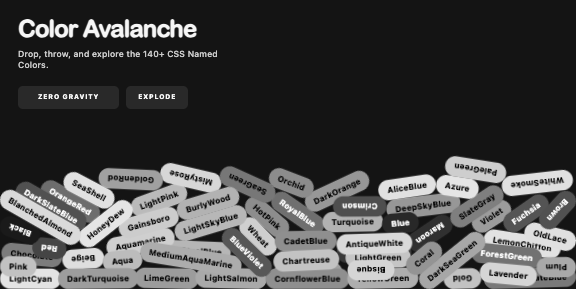 Color Avalanche
Drop, throw, and explore the 140+ CSS Named
Colors.
ZERO GRAVITY
EXPLODE
PaleGreen
GoldenRod
MistyRose
SeaGreen
Orchid
DarkOrange
AliceBlue
Azure
WhiteSmoke
SeaShell
OrangeRed
DarkSlateBlue
BlanchedAlmond
HoneyDew
LightPink
BurlyWood
HotPink
RoyalBlue
Crimson
DeepSkyBlue
SlateGray
Violet
Fuchsia
Brown
Black
Gainsboro
LightSkyBlue
Turquoise
Blue
Maroon
OldLace
Red
Aquamarine
Wheat
CadetBlue
AntiqueWhite
LemonChiffon
Beige
Aqua
MediumAquaMarine
BlueViolet
Chartreuse
LightGreen
Coral
DarkSeaGreen
ForestGreen
Pink
Bisque
Gold
Lavender
Plum
LightCyan
DarkTurquoise
LimeGreen
LightSalmon
CornflowerBlue